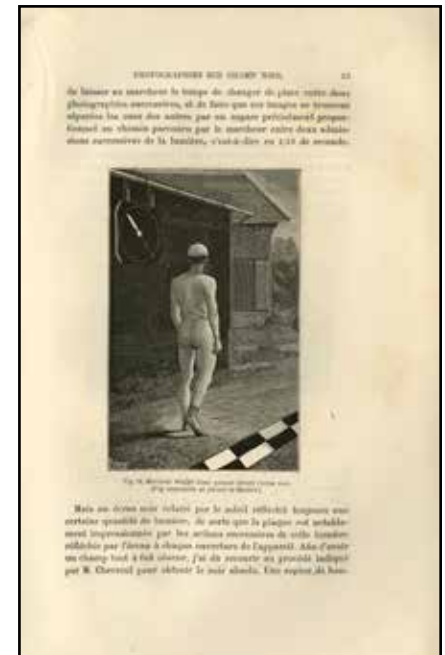 PHOTOGRAPHIES SUR CHAMP NOIR.
de laisser au marcheur le temps de changer de place entre deux
photographies successives, et de faire que ses images se trouvent
séparées les unes des autres par un espace précisément propor-
tionnel au chemin parcouru par le marcheur entre deux admis-
sions successives de la lumière, c'est-à-dire en 1/10 de seconde.
Fig. Marcheur
Mais un écran noir éclairé par le soleil réfléchit toujours une
certaine quantité de lumière, de sorte que la plaque est notable-
ment impressionnée par les actions successives de cette lumière
réfléchie par l'écran à chaque ouverture de l'appareil. Afin d'avoir
un champ tout à fait obscur, j'ai dû recourir au procédé indiqué
par M. Chevreul pour obtenir le noir absolu. Une espèce de han-